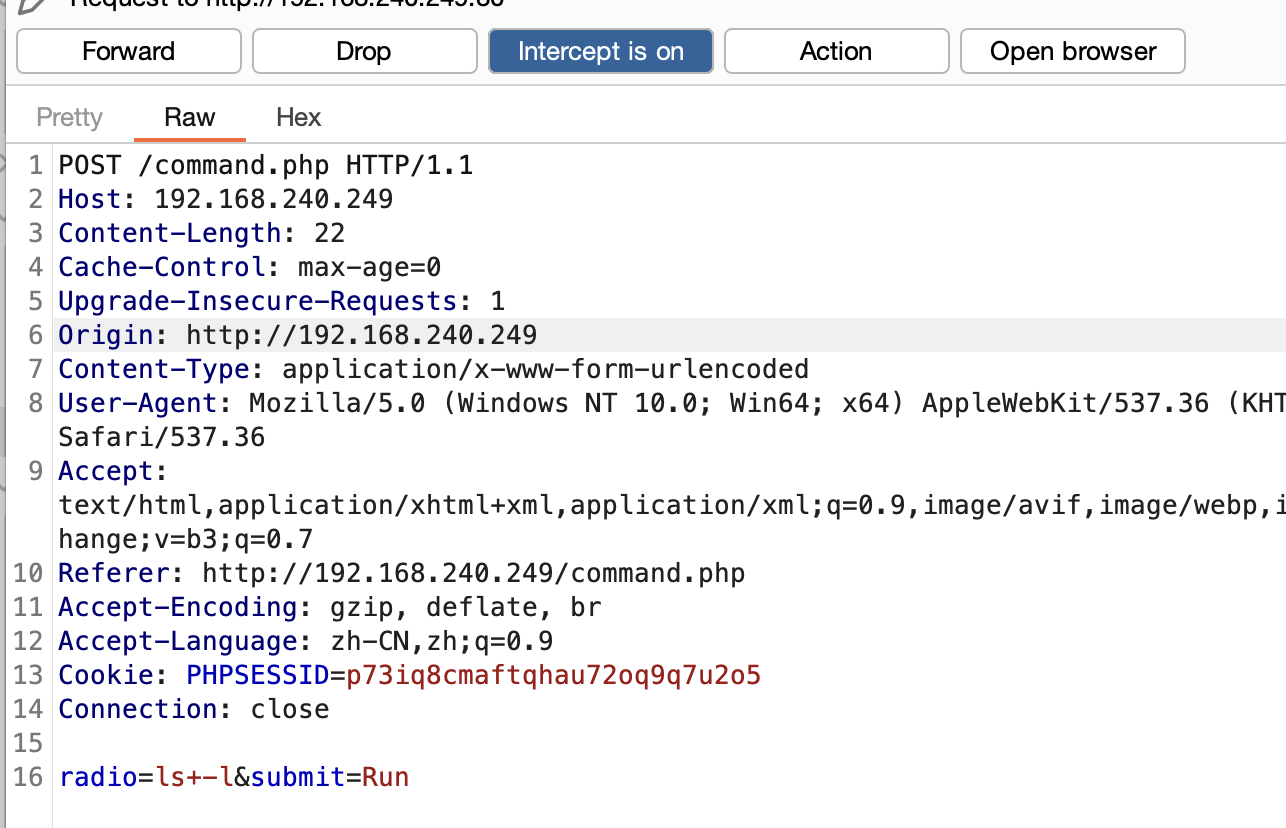 Request to http://192.168.240.249:80
Forward Drop Intercept is on Action Open browser
Pretty Raw Hex
1 POST /command.php HTTP/1.1
2 Host: 192.168.240.249
3 Content-Length: 22
4 Cache-Control: max-age=0
5 Upgrade-Insecure-Requests: 1
6 Origin: http://192.168.240.249
7 Content-Type: application/x-www-form-urlencoded
8 User-Agent: Mozilla/5.0 (Windows NT 10.0; Win64; x64) AppleWebKit/537.36 (KHT
Safari/537.36
9 Accept:
text/html,application/xhtml+xml,application/xml;q=0.9,image/avif,image/webp,i
hange;v=b3;q=0.7
10 Referer: http://192.168.240.249/command.php
11 Accept-Encoding: gzip, deflate, br
12 Accept-Language: zh-CN,zh;q=0.9
13 Cookie: PHPSESSID=p73iq8cmaftqhau72oq9q7u2o5
14 Connection: close
15
16 radio=ls+-l&submit=Run